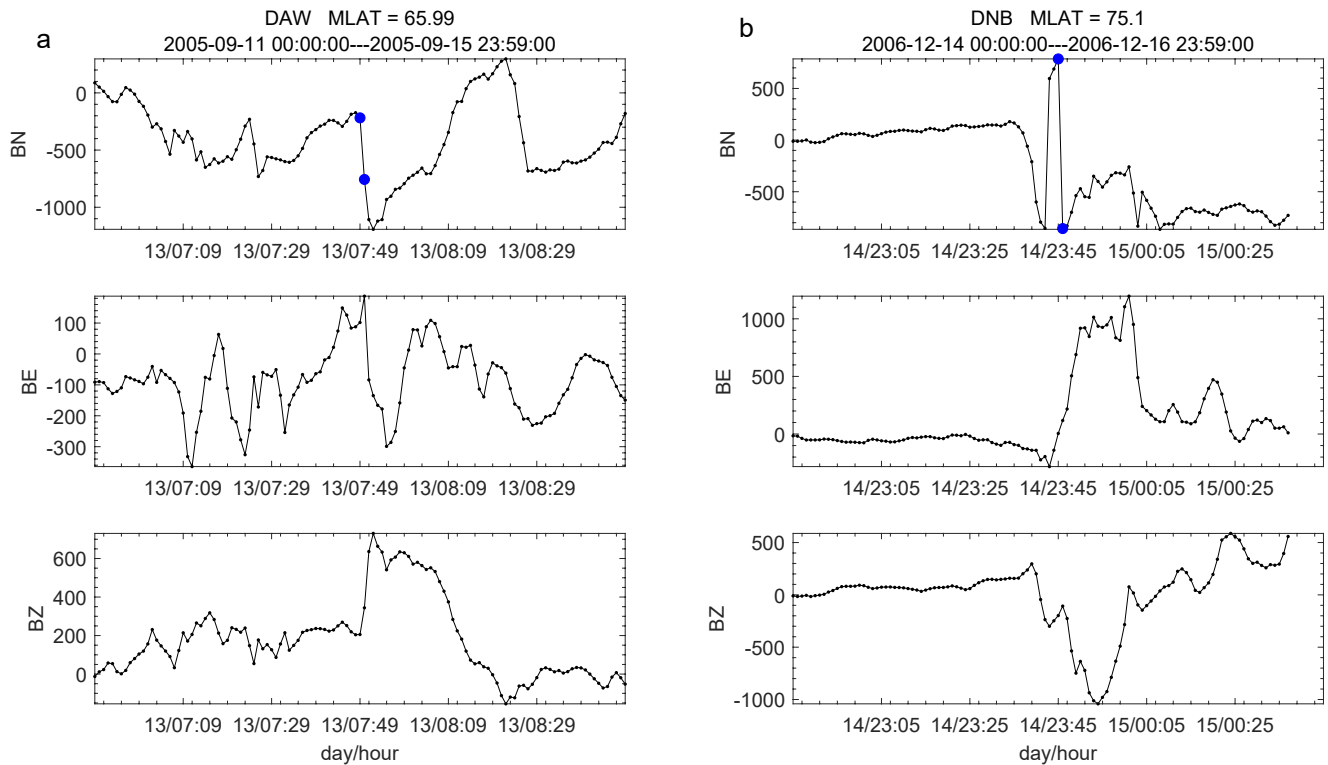 a
DAW MLAT = 65.99
2005-09-11 00:00:00---2005-09-15 23:59:00
0
-500
-1000
BN
13/07:09 13/07:29 13/07:49 13/08:09 13/08:29
100
0
-100
-200
-300
BE
13/07:09 13/07:29 13/07:49 13/08:09 13/08:29
600
400
200
0
BZ
13/07:09 13/07:29 13/07:49 13/08:09 13/08:29
day/hour
b
DNB MLAT = 75.1
2006-12-14 00:00:00---2006-12-16 23:59:00
500
0
-500
BN
14/23:05 14/23:25 14/23:45 15/00:05 15/00:25
1000
500
0
BE
14/23:05 14/23:25 14/23:45 15/00:05 15/00:25
500
0
-500
-1000
BZ
14/23:05 14/23:25 14/23:45 15/00:05 15/00:25
day/hour